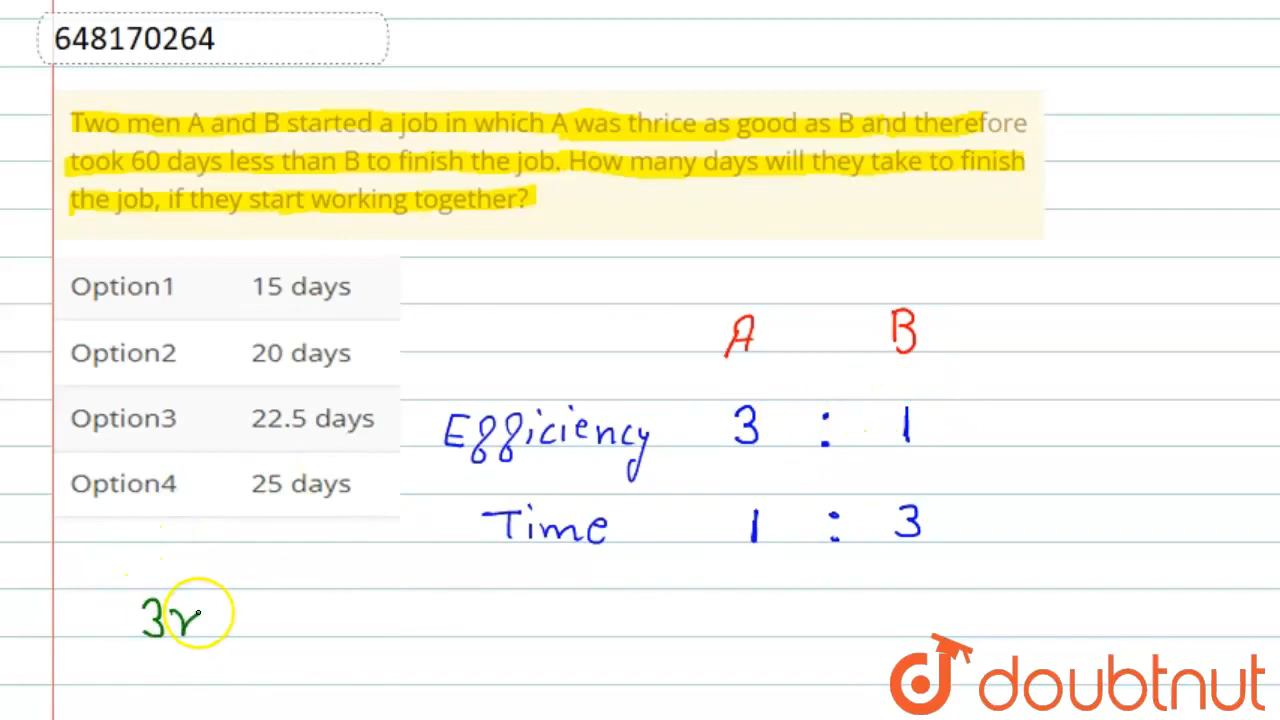 648170264
Two men A and B started a job in which A was thrice as good as B and therefore
took 60 days less than B to finish the job. How many days will they take to finish
the job, if they start working together?
Option1 15 days
Option2 20 days
Option3 22.5 days
Option4 25 days
A B
Efficiency 3 : 1
Time 1 : 3
3r
doubtnut